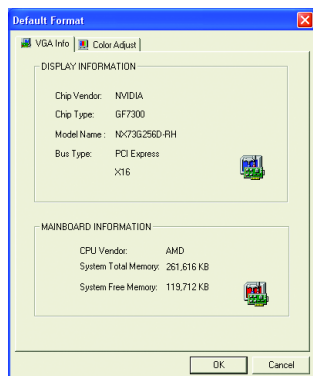 Default Format
VGA Info
Color Adjust
DISPLAY INFORMATION
Chip Vendor: NVIDIA
Chip Type: GF7300
Model Name : NX73G256D-RH
Bus Type: PCI Express
X16
MAINBOARD INFORMATION
CPU Vendor: AMD
System Total Memory: 261,616 KB
System Free Memory: 119,712 KB
OK
Cancel